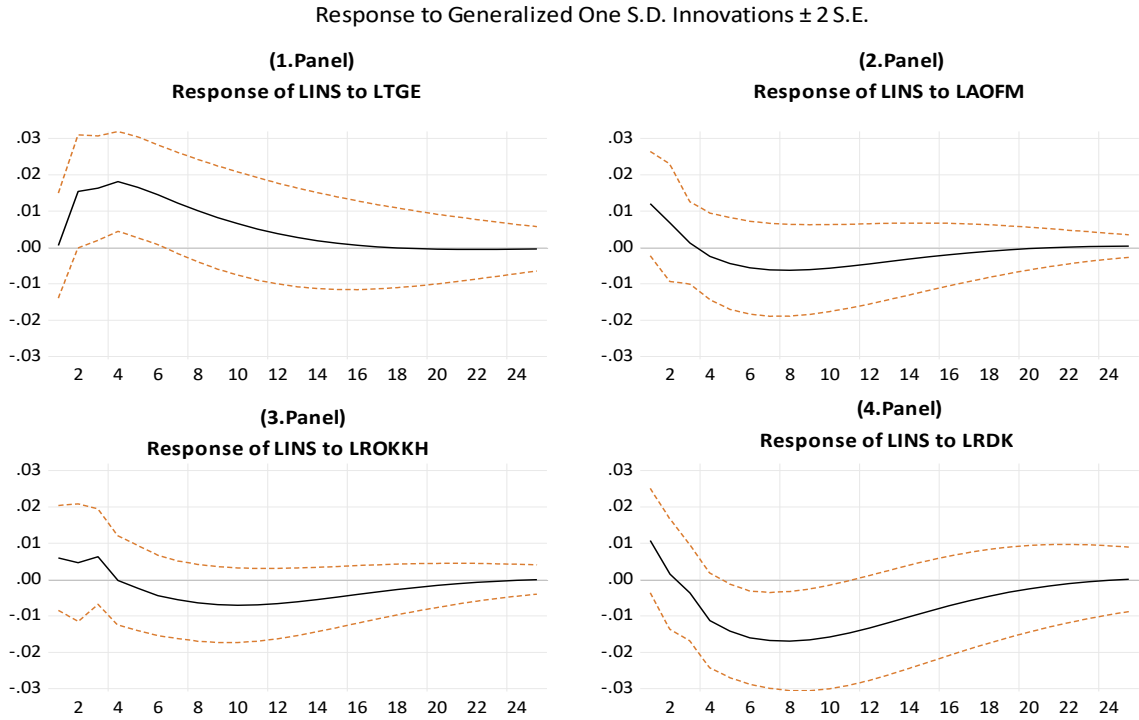 Response to Generalized One S.D. Innovations ± 2 S.E.
(1.Panel)
Response of LINS to LTGE
.03
.02
.01
.00
-.01
-.02
-.03
2 4 6 8 10 12 14 16 18 20 22 24
(2.Panel)
Response of LINS to LAOFM
.03
.02
.01
.00
-.01
-.02
-.03
2 4 6 8 10 12 14 16 18 20 22 24
(3.Panel)
Response of LINS to LROKKH
.03
.02
.01
.00
-.01
-.02
-.03
2 4 6 8 10 12 14 16 18 20 22 24
(4.Panel)
Response of LINS to LRDK
.03
.02
.01
.00
-.01
-.02
-.03
2 4 6 8 10 12 14 16 18 20 22 24